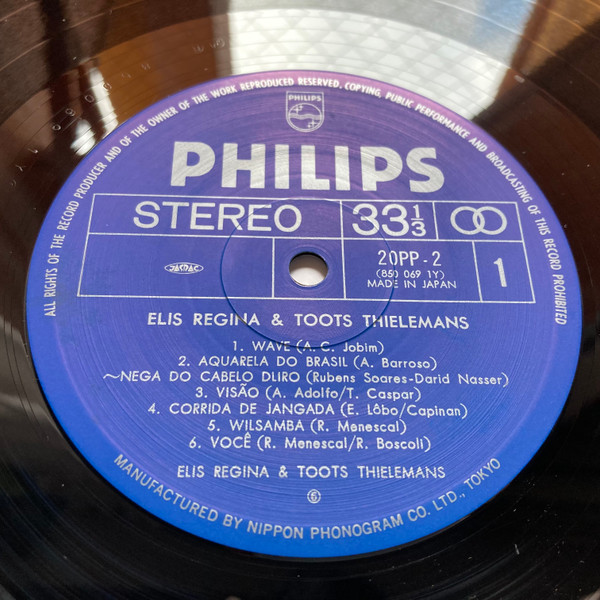 ALL RIGHTS OF THE RECORD PRODUCER AND OF THE OWNER OF THE WORK REPRODUCED RESERVED. COPYING, PUBLIC PERFORMANCE AND BROADCASTING OF THIS RECORD PROHIBITED
PHILIPS
PHILIPS
STEREO 33⅓
JASRAC 20PP-2 1
(850 069 1Y)
MADE IN JAPAN
ELIS REGINA & TOOTS THIELEMANS
1. WAVE (A. C. Jobim)
2. AQUARELA DO BRASIL (A. Barroso)
~NEGA DO CABELO DLIRO (Rubens Soares-Darid Nasser)
3. VISÃO (A. Adolfo/T. Caspar)
4. CORRIDA DE JANGADA (E. Lôbo/Capinan)
5. WILSAMBA (R. Menescal)
6. VOCÊ (R. Menescal/R. Boscoli)
ELIS REGINA & TOOTS THIELEMANS
MANUFACTURED BY NIPPON PHONOGRAM CO. LTD., TOKYO